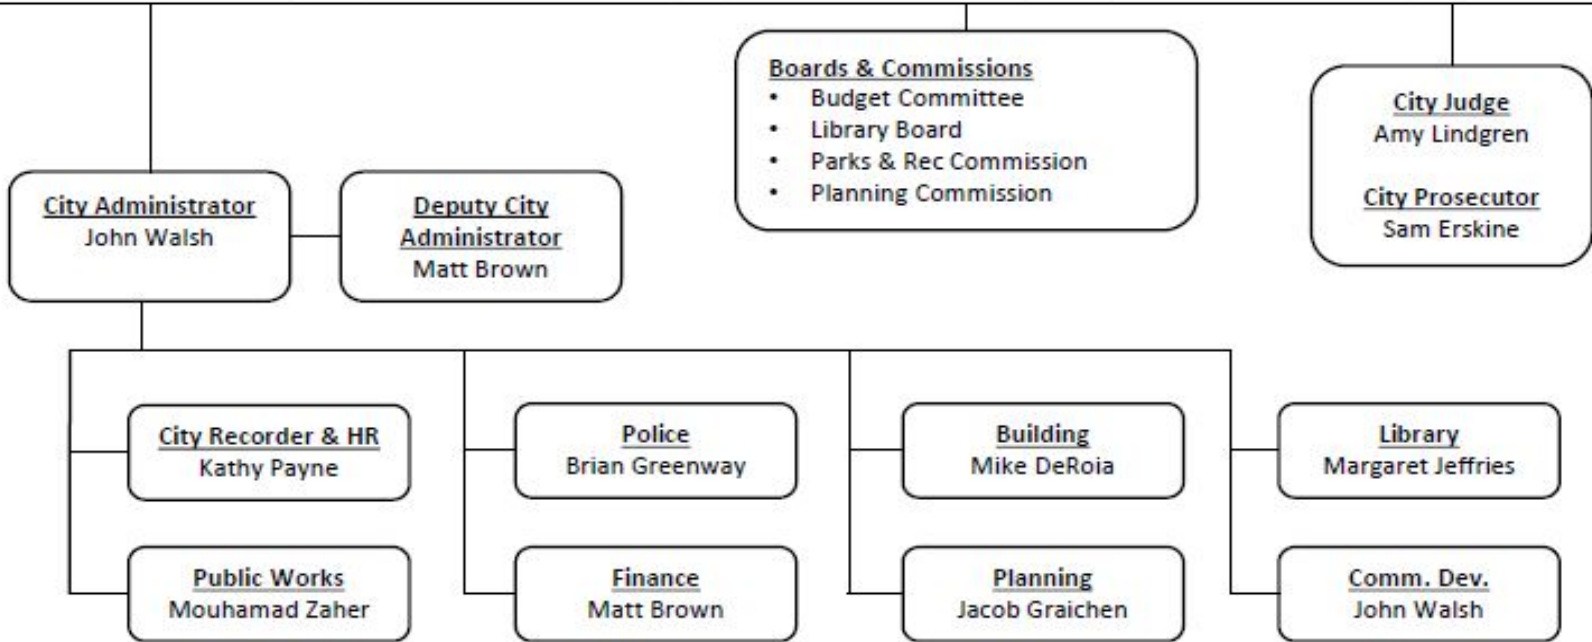 Boards & Commissions
• Budget Committee
• Library Board
• Parks & Rec Commission
• Planning Commission
City Judge
Amy Lindgren
City Prosecutor
Sam Erskine
City Administrator
John Walsh
Deputy City
Administrator
Matt Brown
City Recorder & HR
Kathy Payne
Police
Brian Greenway
Building
Mike DeRoia
Library
Margaret Jeffries
Public Works
Mouhamad Zaher
Finance
Matt Brown
Planning
Jacob Graichen
Comm. Dev.
John Walsh